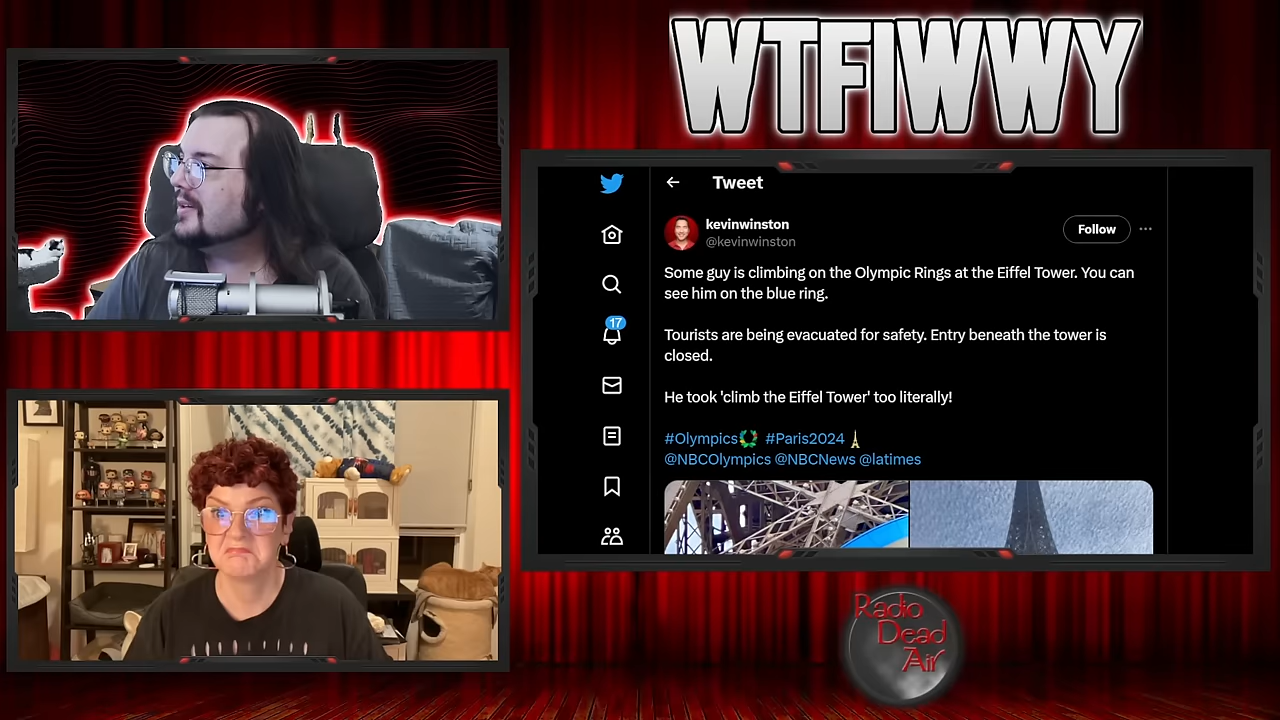 WTFIWWY
Tweet
kevinwinston
@kevinwinston
Follow
Some guy is climbing on the Olympic Rings at the Eiffel Tower. You can
see him on the blue ring.
Tourists are being evacuated for safety. Entry beneath the tower is
closed.
He took 'climb the Eiffel Tower' too literally!
#Olympics #Paris2024
@NBCOlympics @NBCNews @latimes
17
Radio
Dead
Air